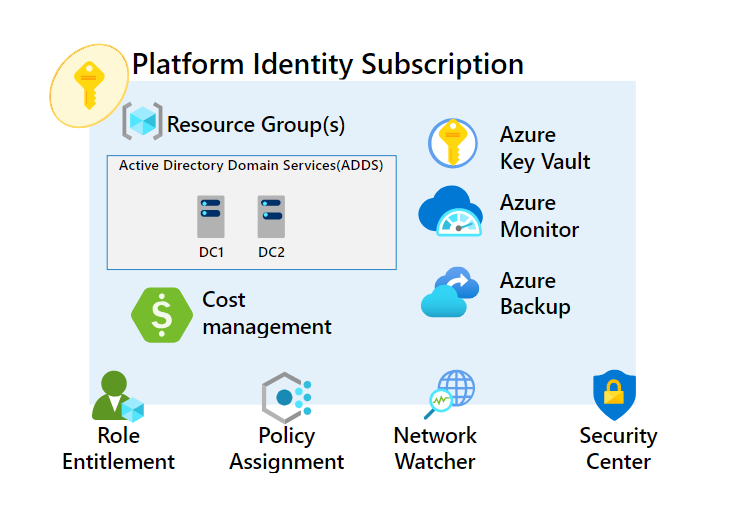 Platform Identity Subscription
Resource Group(s)
Active Directory Domain Services(ADDS)
DC1
DC2
Cost
management
Azure
Key Vault
Azure
Monitor
Azure
Backup
Role
Entitlement
Policy
Assignment
Network
Watcher
Security
Center